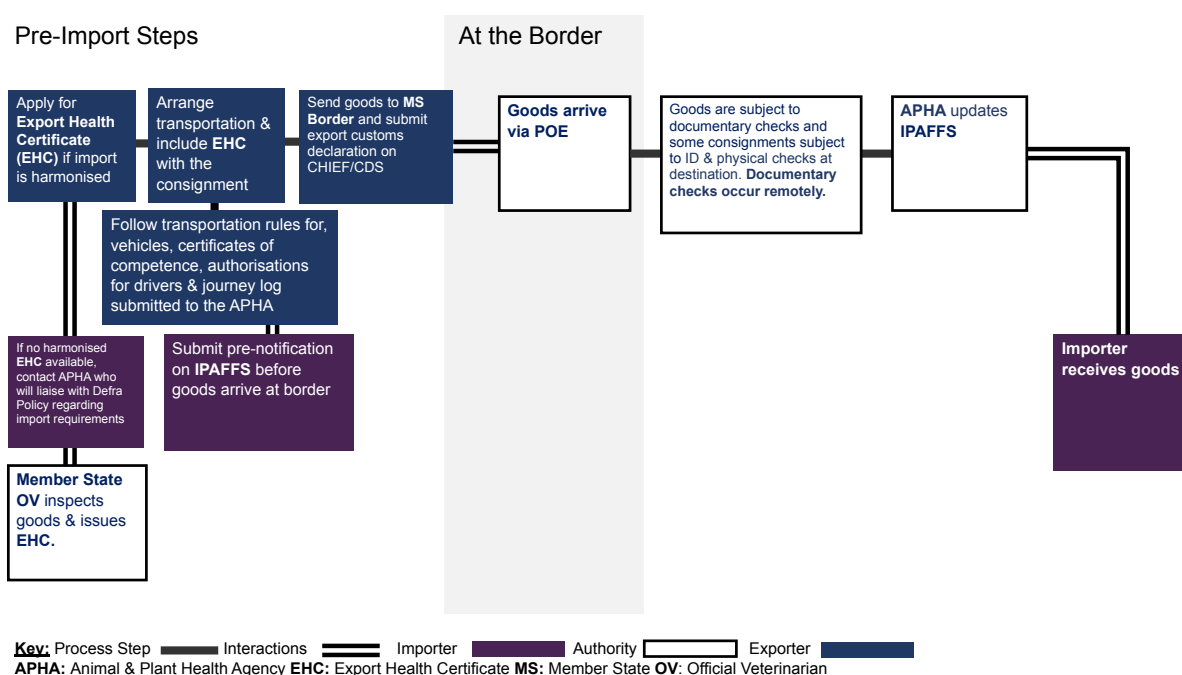 Pre-Import Steps
At the Border
Apply for
Export Health
Certificate
(EHC) if import
is harmonised
Arrange
transportation &
include EHC
with the
consignment
Send goods to MS
Border and submit
export customs
declaration on
CHIEF/CDS
Goods arrive
via POE
Goods are subject to
documentary checks and
some consignments subject
to ID & physical checks at
destination. Documentary
checks occur remotely.
APHA updates
IPAFFS
Follow transportation rules for,
vehicles, certificates of
competence, authorisations
for drivers & journey log
submitted to the APHA
If no harmonised
EHC available,
contact APHA who
will liaise with Defra
Policy regarding
import requirements
Submit pre-notification
on IPAFFS before
goods arrive at border
Importer
receives goods
Member State
OV inspects
goods & issues
EHC.
Key: Process Step Interactions Importer Authority Exporter
APHA: Animal & Plant Health Agency EHC: Export Health Certificate MS: Member State OV: Official Veterinarian